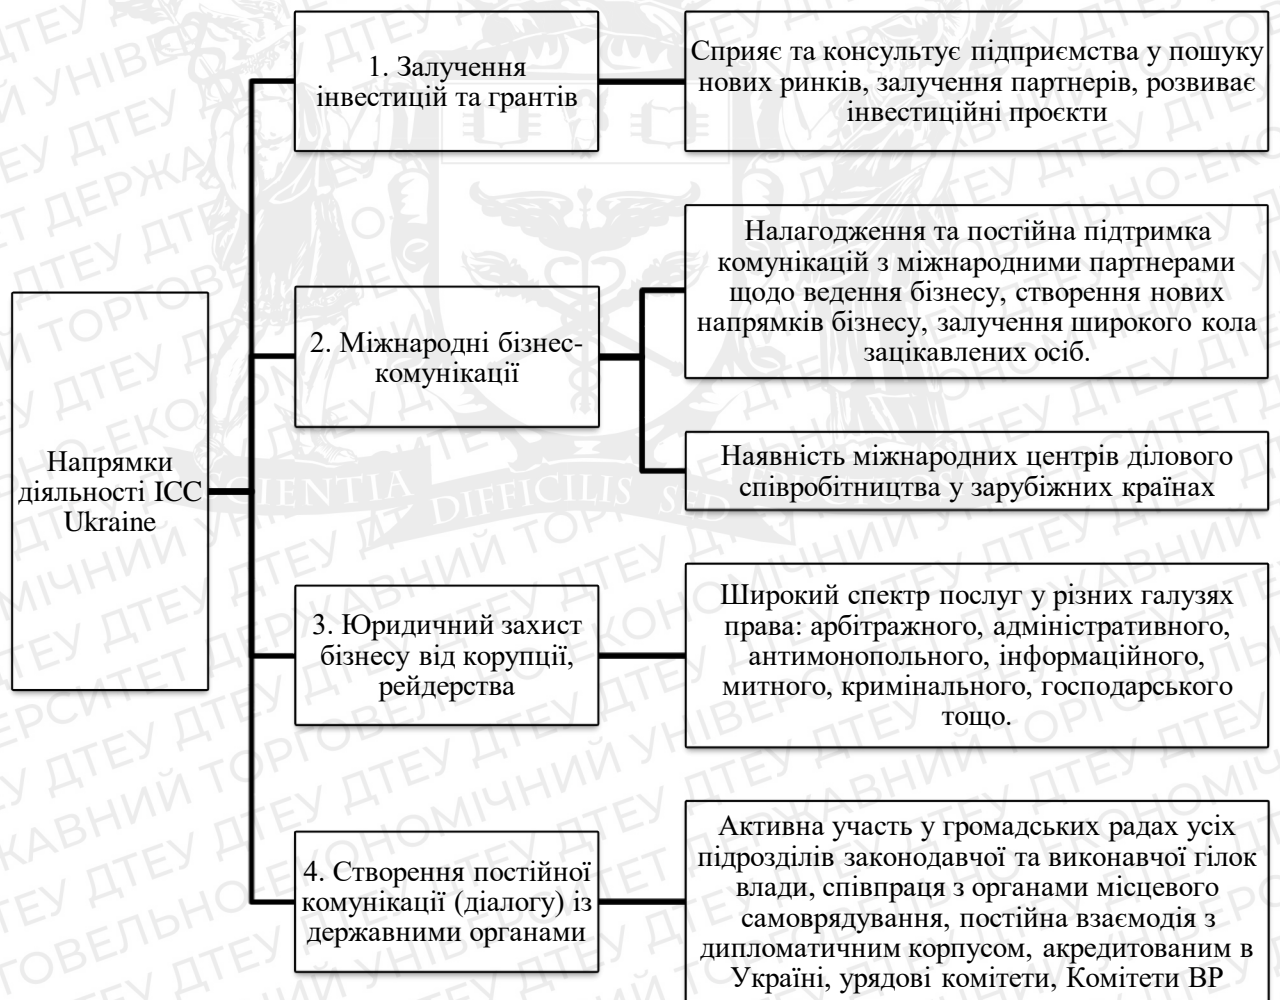 Напрямки
діяльності ICC
Ukraine
1. Залучення
інвестицій та грантів
Сприяє та консультує підприємства у пошуку
нових ринків, залучення партнерів, розвиває
інвестиційні проєкти
2. Міжнародні бізнес-
комунікації
Налагодження та постійна підтримка
комунікацій з міжнародними партнерами
щодо ведення бізнесу, створення нових
напрямків бізнесу, залучення широкого кола
зацікавлених осіб.
Наявність міжнародних центрів ділового
співробітництва у зарубіжних країнах
3. Юридичний захист
бізнесу від корупції,
рейдерства
Широкий спектр послуг у різних галузях
права: арбітражного, адміністративного,
антимонопольного, інформаційного,
митного, кримінального, господарського
тощо.
4. Створення постійної
комунікації (діалогу) із
державними органами
Активна участь у громадських радах усіх
підрозділів законодавчої та виконавчої гілок
влади, співпраця з органами місцевого
самоврядування, постійна взаємодія з
дипломатичним корпусом, акредитованим в
Україні, урядові комітети, Комітети ВР